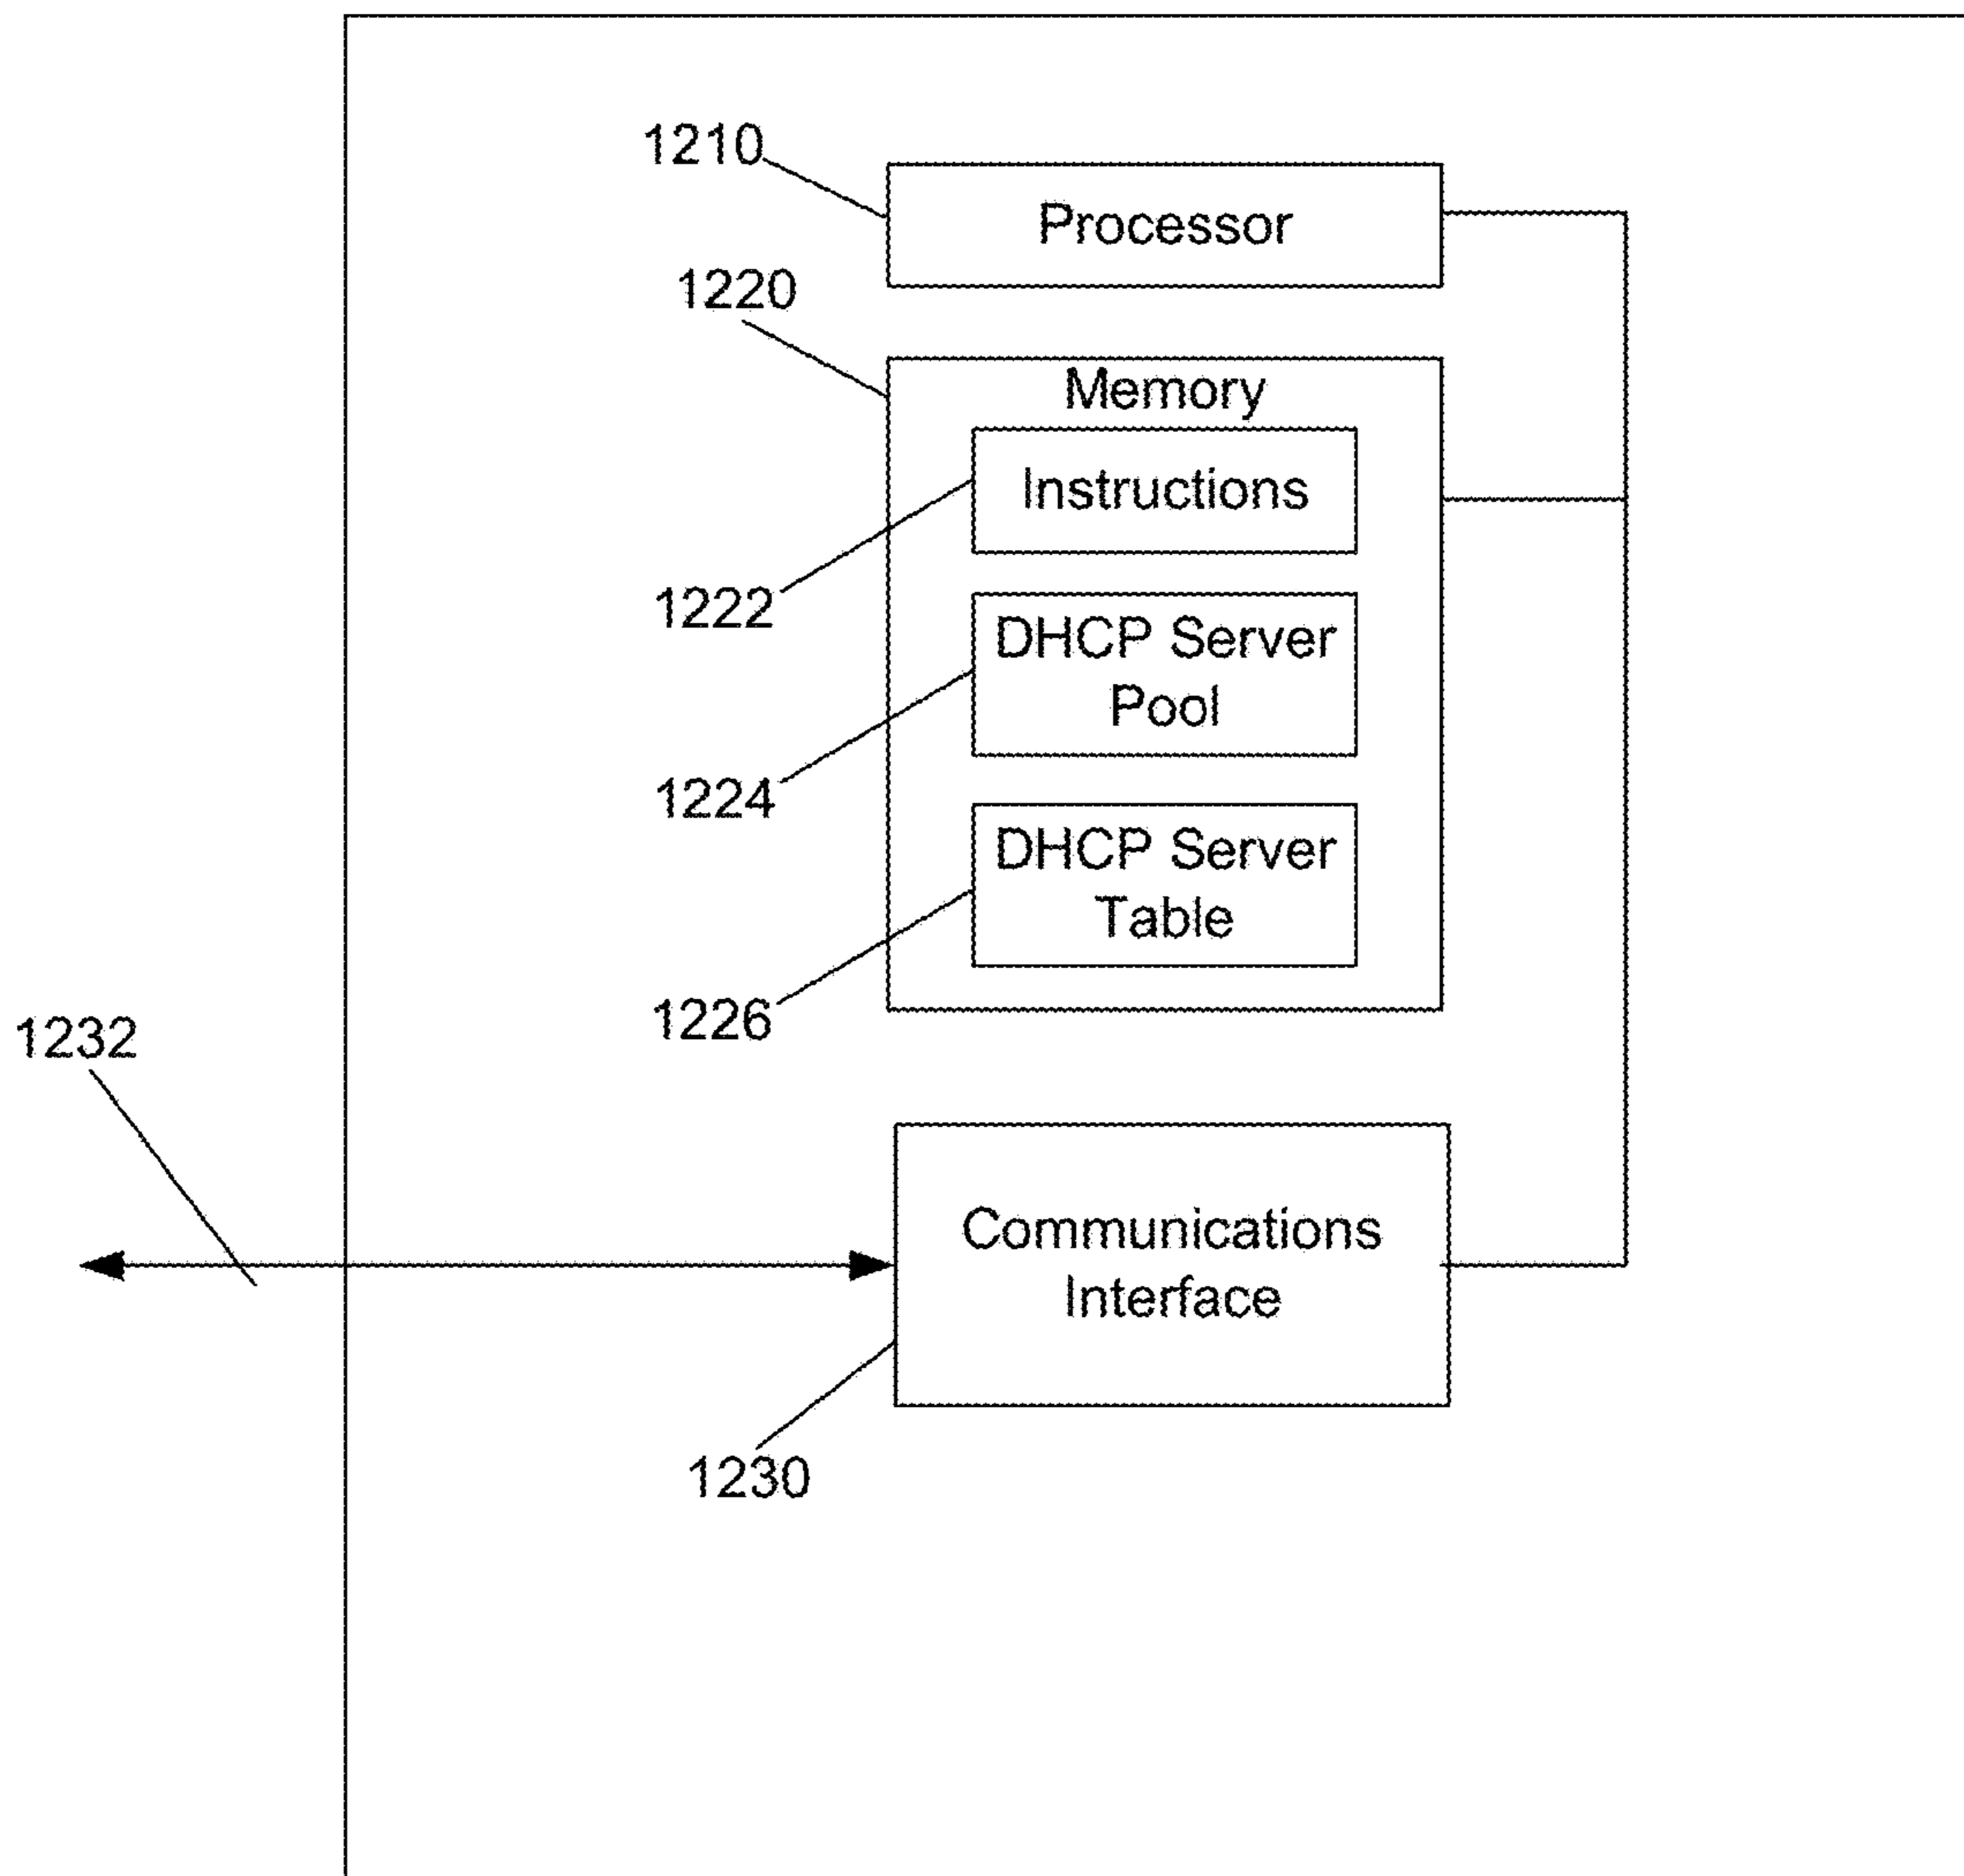 1210
Processor
1220
Memory
Instructions
1222
DHCP Server
Pool
1224
DHCP Server
Table
1226
1232
Communications
Interface
1230